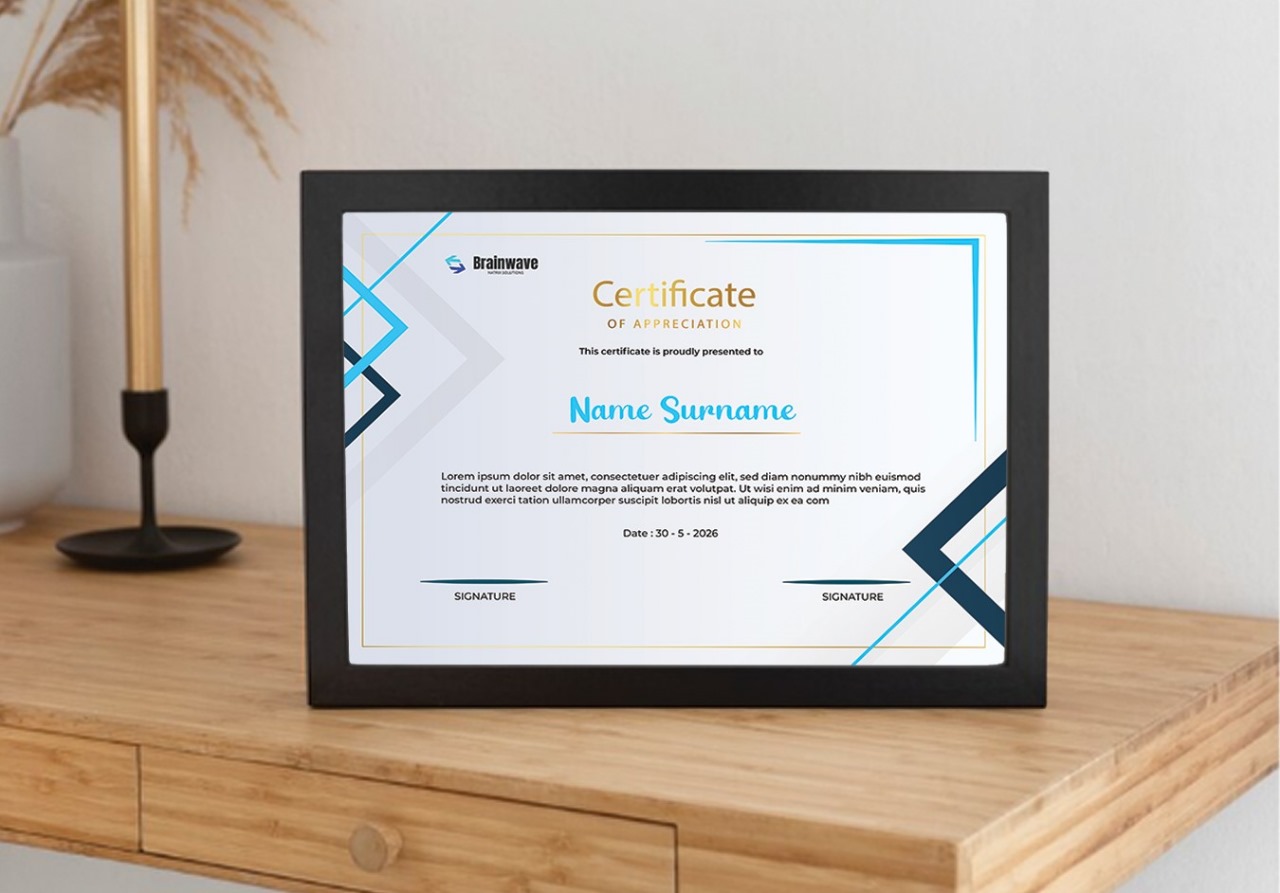 Brainwave
MATRIX SOLUTIONS
Certificate
OF APPRECIATION
This certificate is proudly presented to
Name Surname
Lorem ipsum dolor sit amet, consectetuer adipiscing elit, sed diam nonummy nibh euismod
tincidunt ut laoreet dolore magna aliquam erat volutpat. Ut wisi enim ad minim veniam, quis
nostrud exerci tation ullamcorper suscipit lobortis nisl ut aliquip ex ea com
Date : 30 - 5 - 2026
SIGNATURE
SIGNATURE